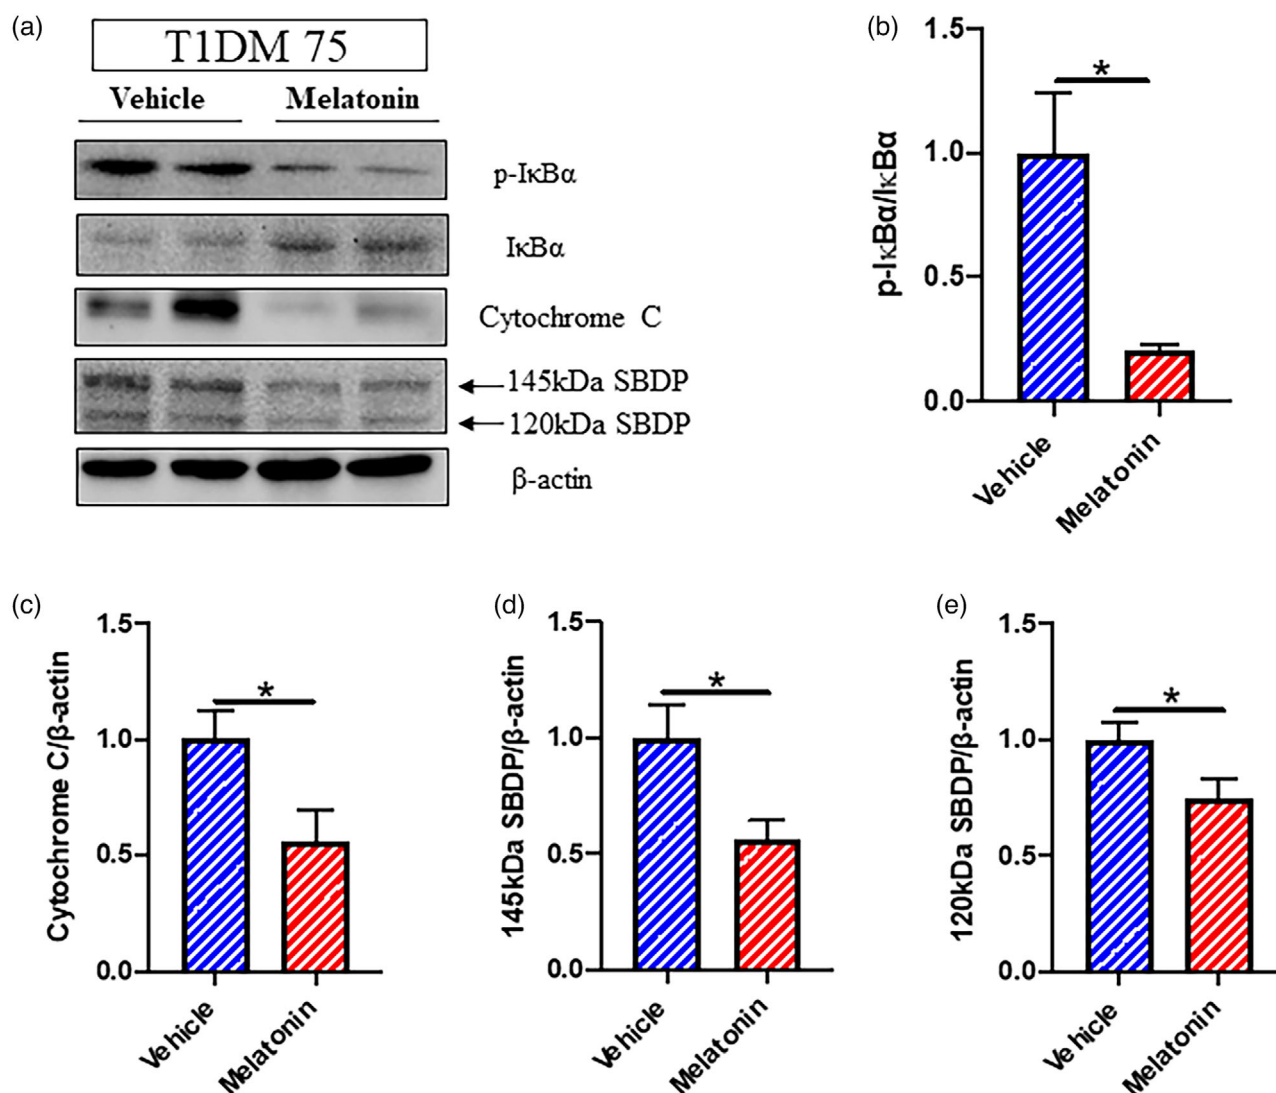 (a)
T1DM 75
Vehicle Melatonin
p-IκBα
IκBα
Cytochrome C
145kDa SBDP
120kDa SBDP
β-actin
(b)
1.5
1.0
0.5
0.0
p-IκBα/IκBα
*
Vehicle
Melatonin
(c)
1.5
1.0
0.5
0.0
Cytochrome C/β-actin
*
Vehicle
Melatonin
(d)
1.5
1.0
0.5
0.0
145kDa SBDP/β-actin
*
Vehicle
Melatonin
(e)
1.5
1.0
0.5
0.0
120kDa SBDP/β-actin
*
Vehicle
Melatonin